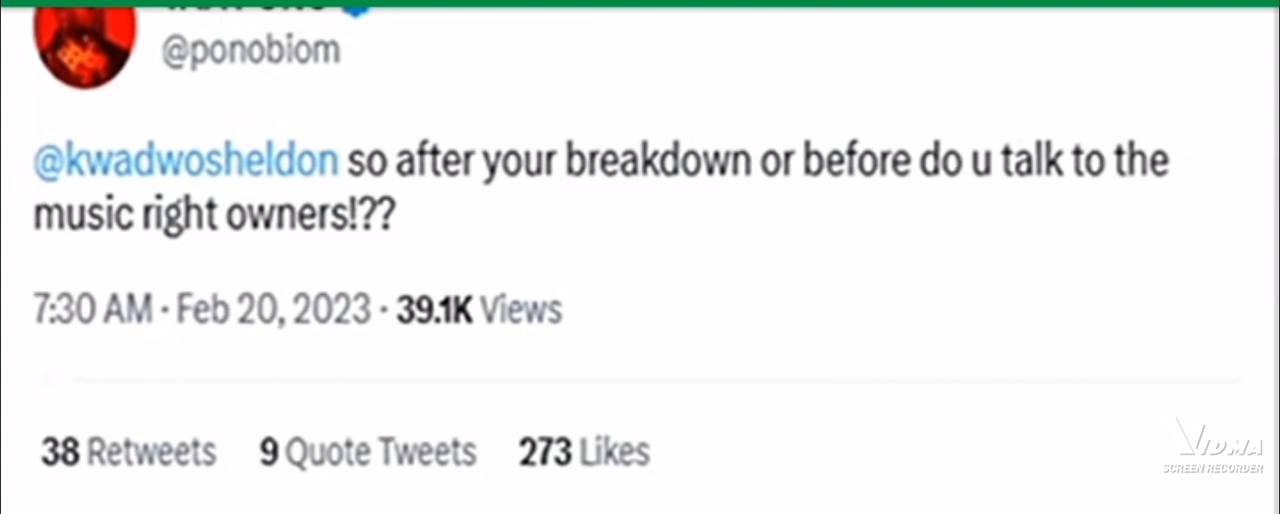 @ponobiom
@kwadwosheldon so after your breakdown or before do u talk to the
music right owners!??
7:30 AM · Feb 20, 2023 · 39.1K Views
38 Retweets 9 Quote Tweets 273 Likes
VIDMA
SCREEN RECORDER